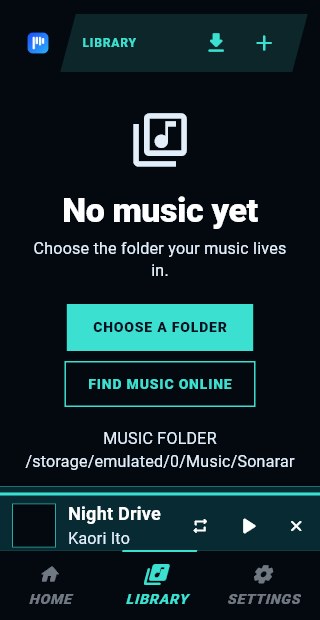 LIBRARY
No music yet
Choose the folder your music lives
in.
CHOOSE A FOLDER
FIND MUSIC ONLINE
MUSIC FOLDER
/storage/emulated/0/Music/Sonarar
Night Drive
Kaori Ito
HOME
LIBRARY
SETTINGS